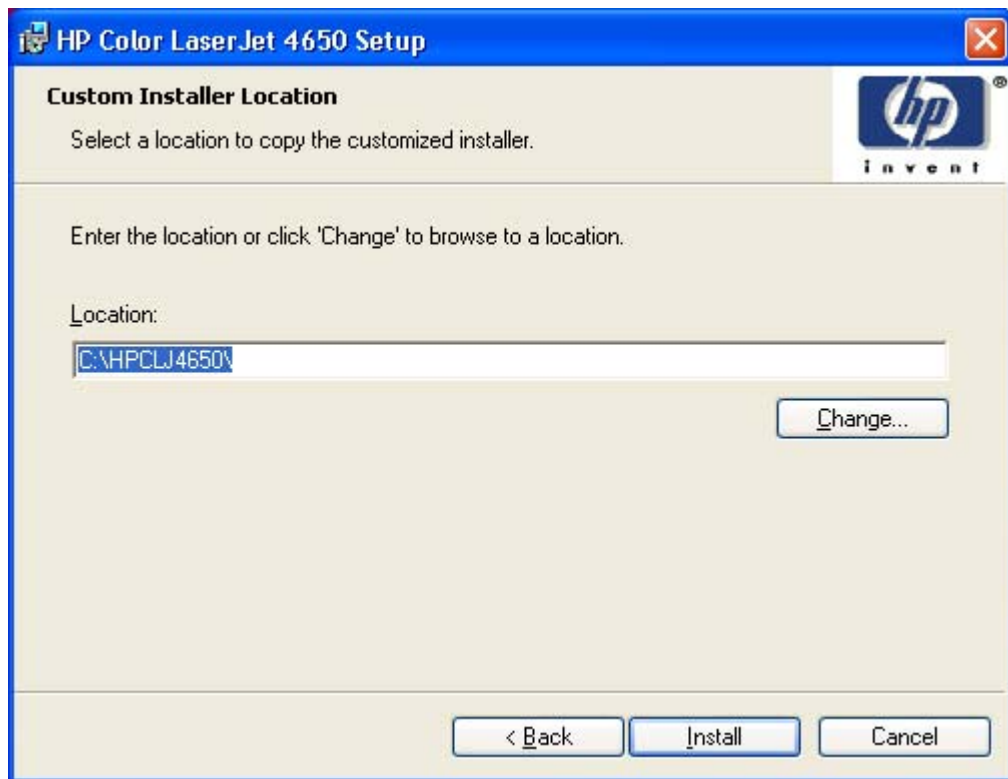 HP Color LaserJet 4650 Setup
Custom Installer Location
Select a location to copy the customized installer.
hp ®
invent
Enter the location or click 'Change' to browse to a location.
Location:
C:\HPCLJ4650\
Change...
< Back
Install
Cancel